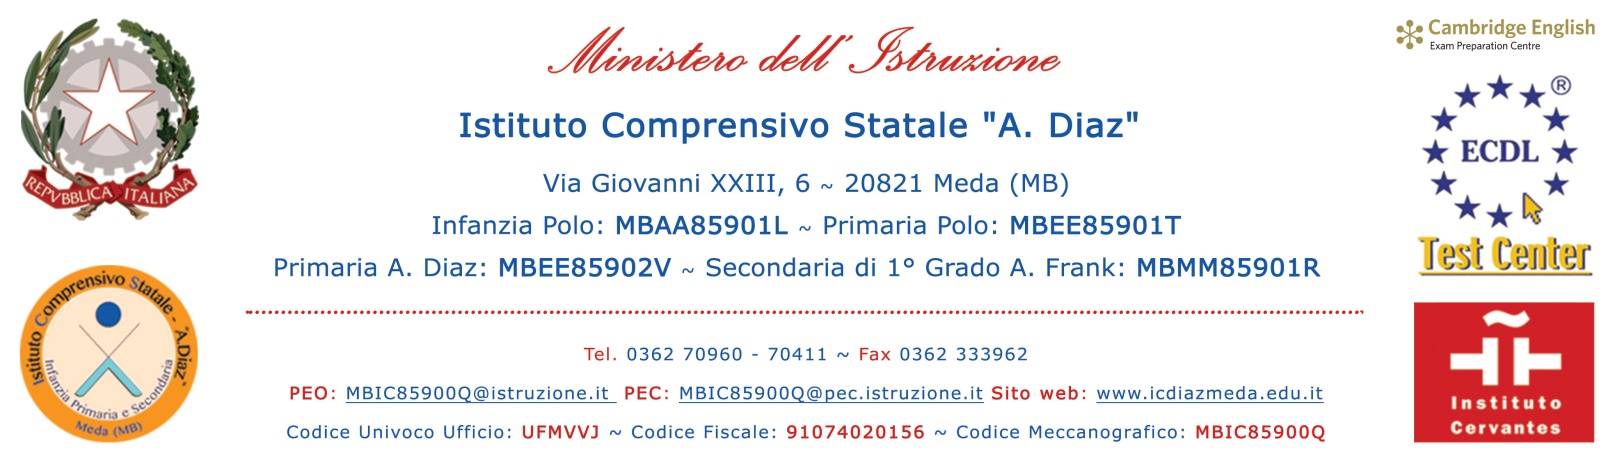 Ministero dell' Istruzione
Istituto Comprensivo Statale "A. Diaz"
Via Giovanni XXIII, 6 ~ 20821 Meda (MB)
Infanzia Polo: MBAA85901L ~ Primaria Polo: MBEE85901T
Primaria A. Diaz: MBEE85902V ~ Secondaria di 1° Grado A. Frank: MBMM85901R
Tel. 0362 70960 - 70411 ~ Fax 0362 333962
PEO: MBIC85900Q@istruzione.it PEC: MBIC85900Q@pec.istruzione.it Sito web: www.icdiazmeda.edu.it
Codice Univoco Ufficio: UFMVVJ ~ Codice Fiscale: 91074020156 ~ Codice Meccanografico: MBIC85900Q
REPVBBLICA ITALIANA
Istituto Comprensivo Statale - "A.Diaz"
Infanzia Primaria e Secondaria
Meda (MB)
Cambridge English
Exam Preparation Centre
®
ECDL
Test Center
Instituto
Cervantes